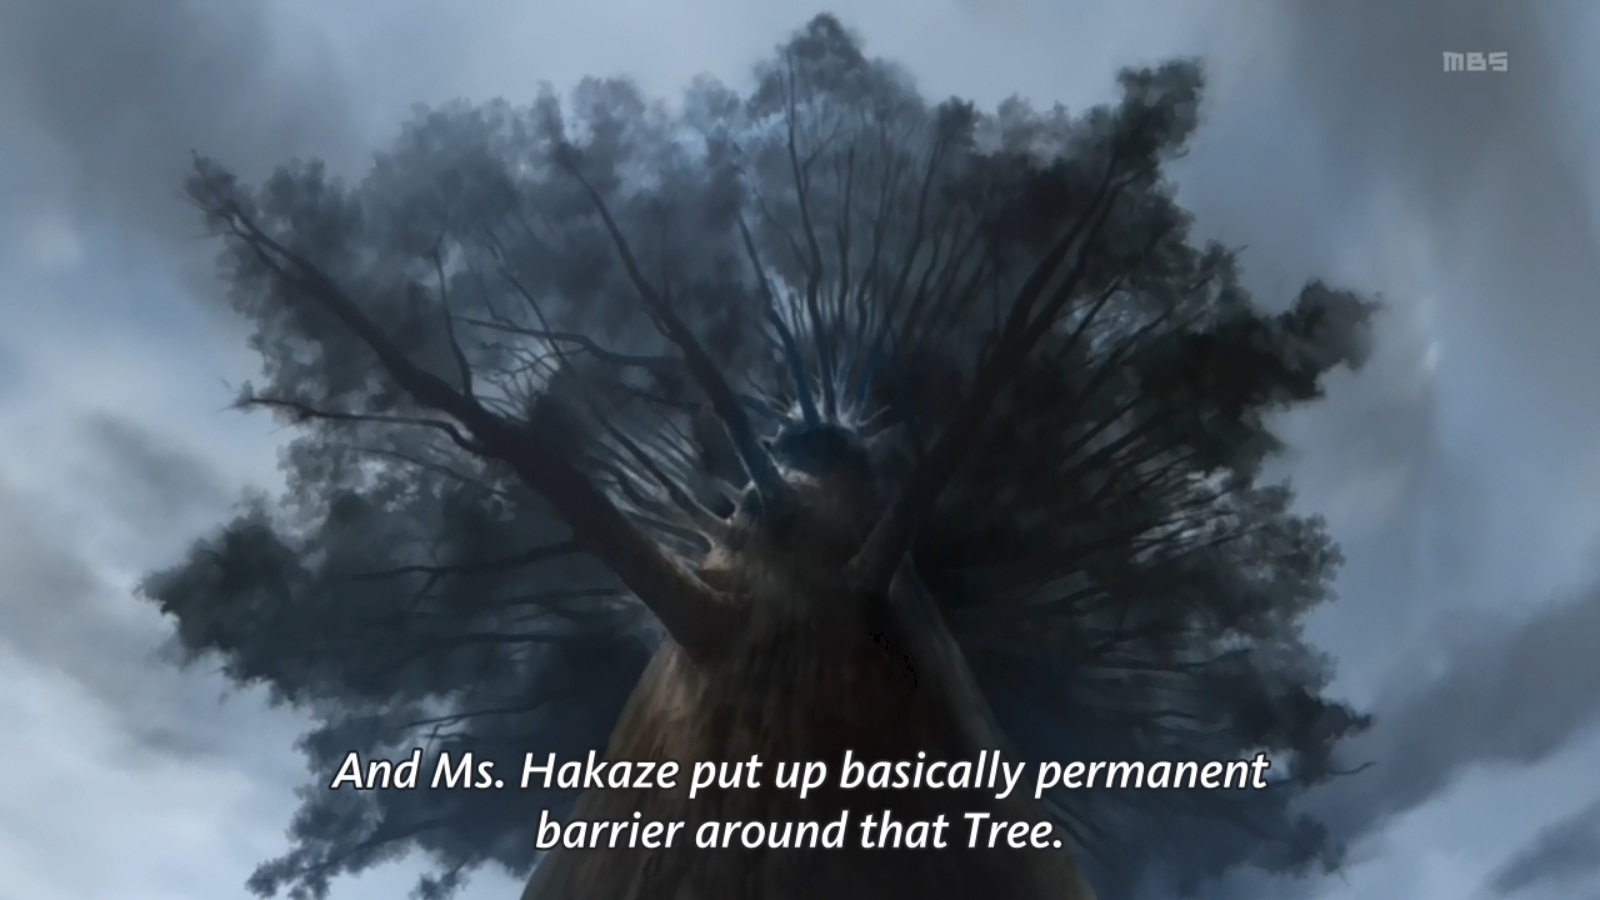 MBS
And Ms. Hakaze put up basically permanent
barrier around that Tree.